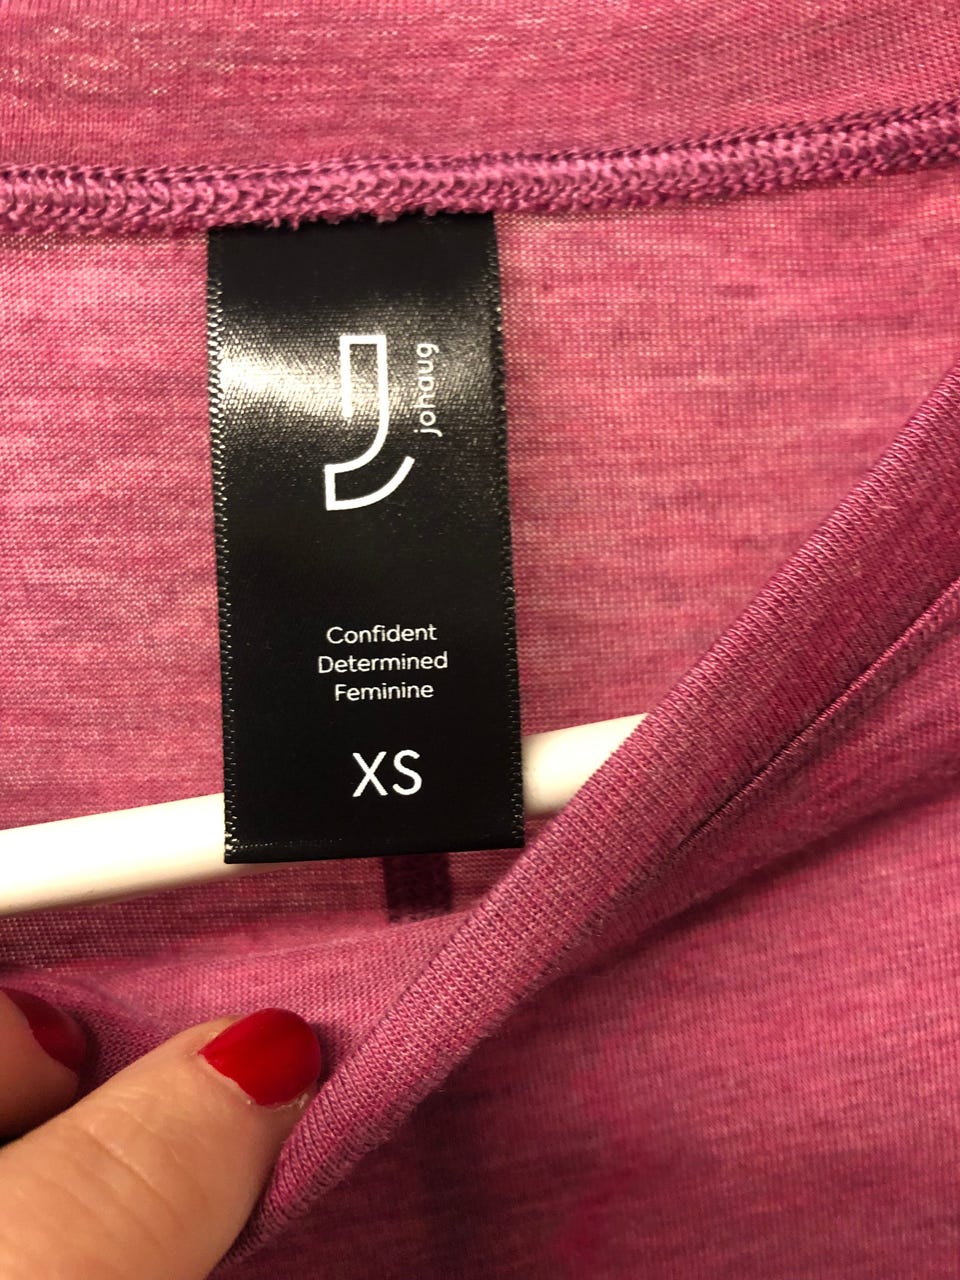 johaug
Confident
Determined
Feminine
XS